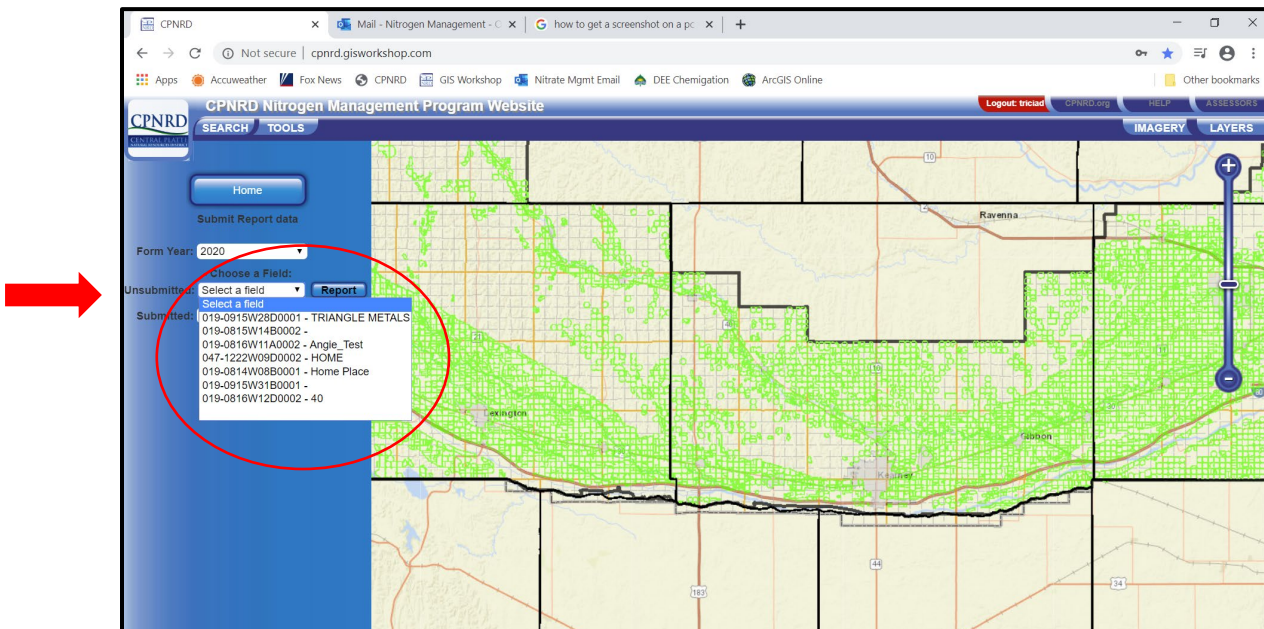 CPNRD
Mail - Nitrogen Management - O
how to get a screenshot on a pc
Not secure | cpnrd.gisworkshop.com
Apps Accuweather Fox News CPNRD GIS Workshop Nitrate Mgmt Email DEE Chemigation ArcGIS Online Other bookmarks
CPNRD Nitrogen Management Program Website
Logout: triciad CPNRD.org HELP ASSESSORS
CPNRD
CENTRAL PLATTE
SEARCH TOOLS
IMAGERY LAYERS
Home
Submit Report data
Form Year: 2020
Choose a Field:
Unsubmitted: Select a field Report
Select a field
Submitted:
019-0915W28D0001 - TRIANGLE METALS
019-0815W14B0002 -
019-0816W11A0002 - Angie_Test
047-1222W09D0002 - HOME
019-0814W08B0001 - Home Place
019-0915W31B0001 -
019-0816W12D0002 - 40
10
2
Ravenna
21
10
Lexington
Gibbon
Kearney
80
44
34
183